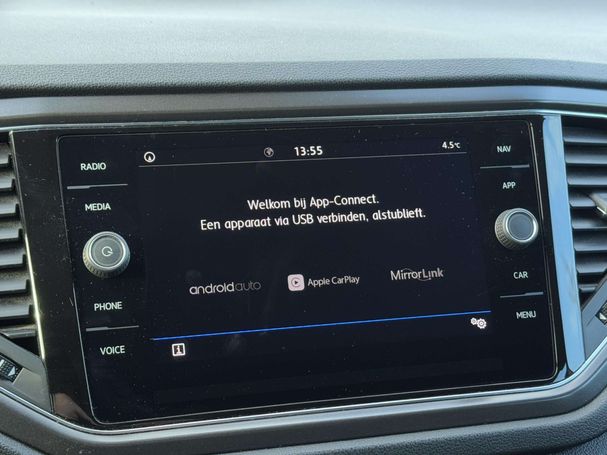 RADIO
MEDIA
PHONE
VOICE
13:55
4.5°C
Welkom bij App-Connect.
Een apparaat via USB verbinden, alstublieft.
androidauto
Apple CarPlay
MirrorLink
NAV
APP
CAR
MENU